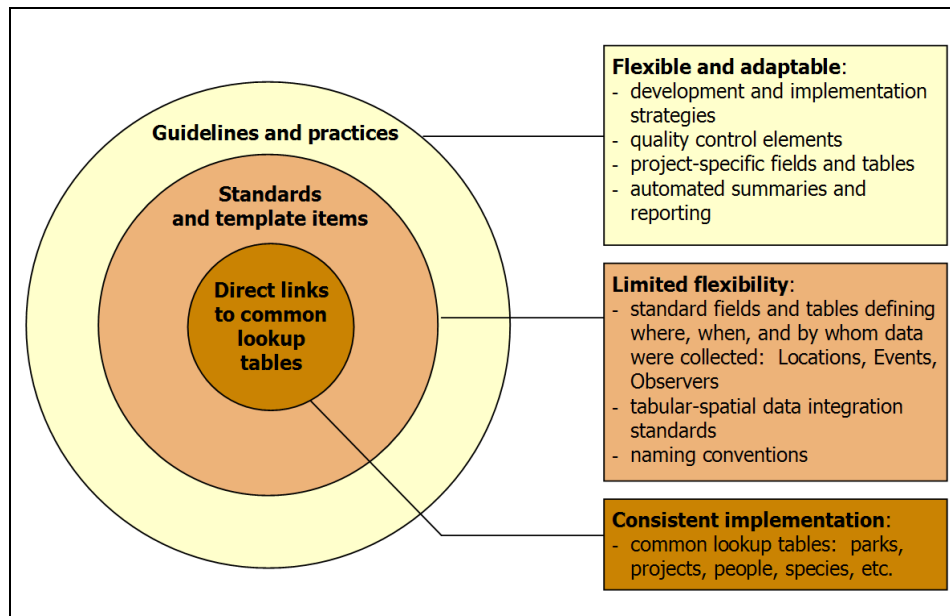 Guidelines and practices
Standards
and template items
Direct links
to common
lookup
tables
Flexible and adaptable:
- development and implementation
strategies
- quality control elements
- project-specific fields and tables
- automated summaries and
reporting
Limited flexibility:
- standard fields and tables defining
where, when, and by whom data
were collected: Locations, Events,
Observers
- tabular-spatial data integration
standards
- naming conventions
Consistent implementation:
- common lookup tables: parks,
projects, people, species, etc.